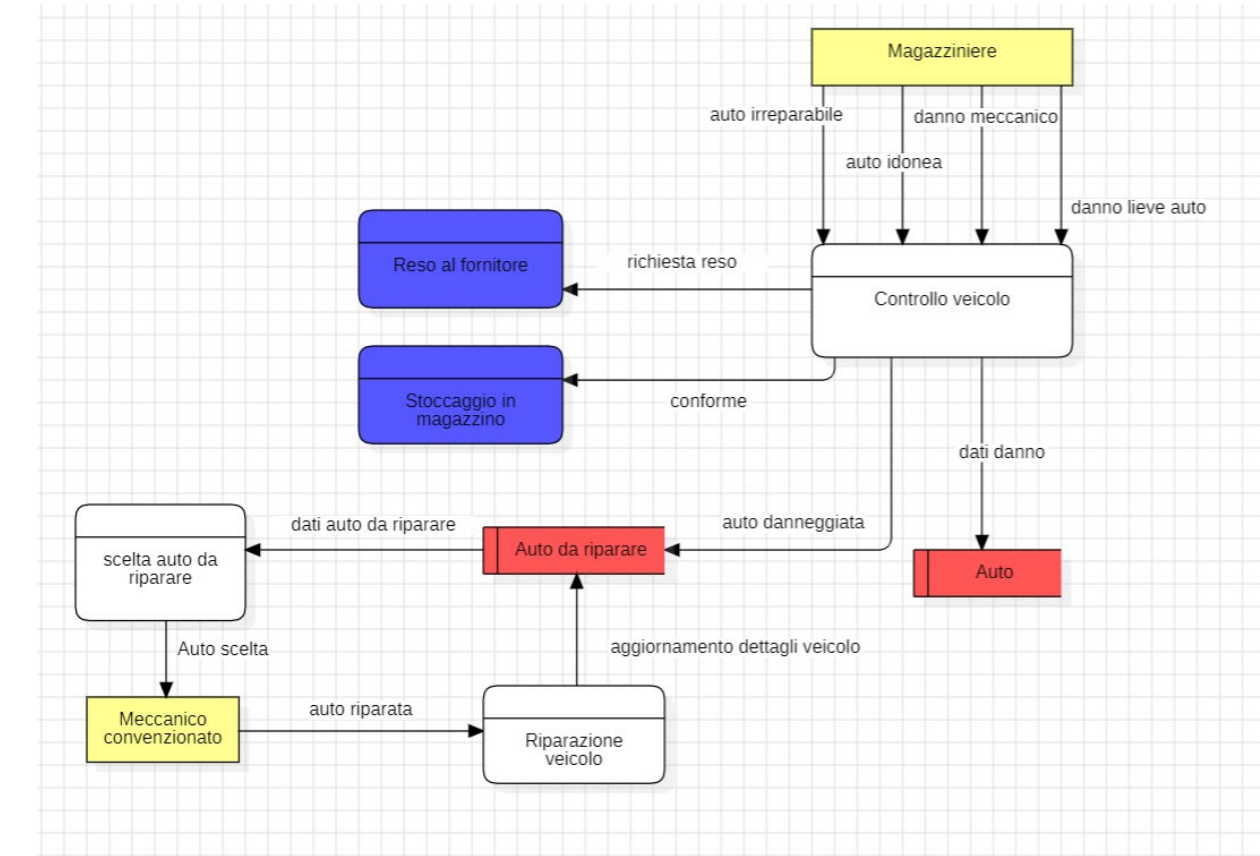 Magazziniere
auto irreparabile
danno meccanico
auto idonea
danno lieve auto
Reso al fornitore
richiesta reso
Controllo veicolo
Stoccaggio in
magazzino
conforme
dati danno
scelta auto da
riparare
dati auto da riparare
Auto da riparare
auto danneggiata
Auto
Auto scelta
aggiornamento dettagli veicolo
Meccanico
convenzionato
auto riparata
Riparazione
veicolo